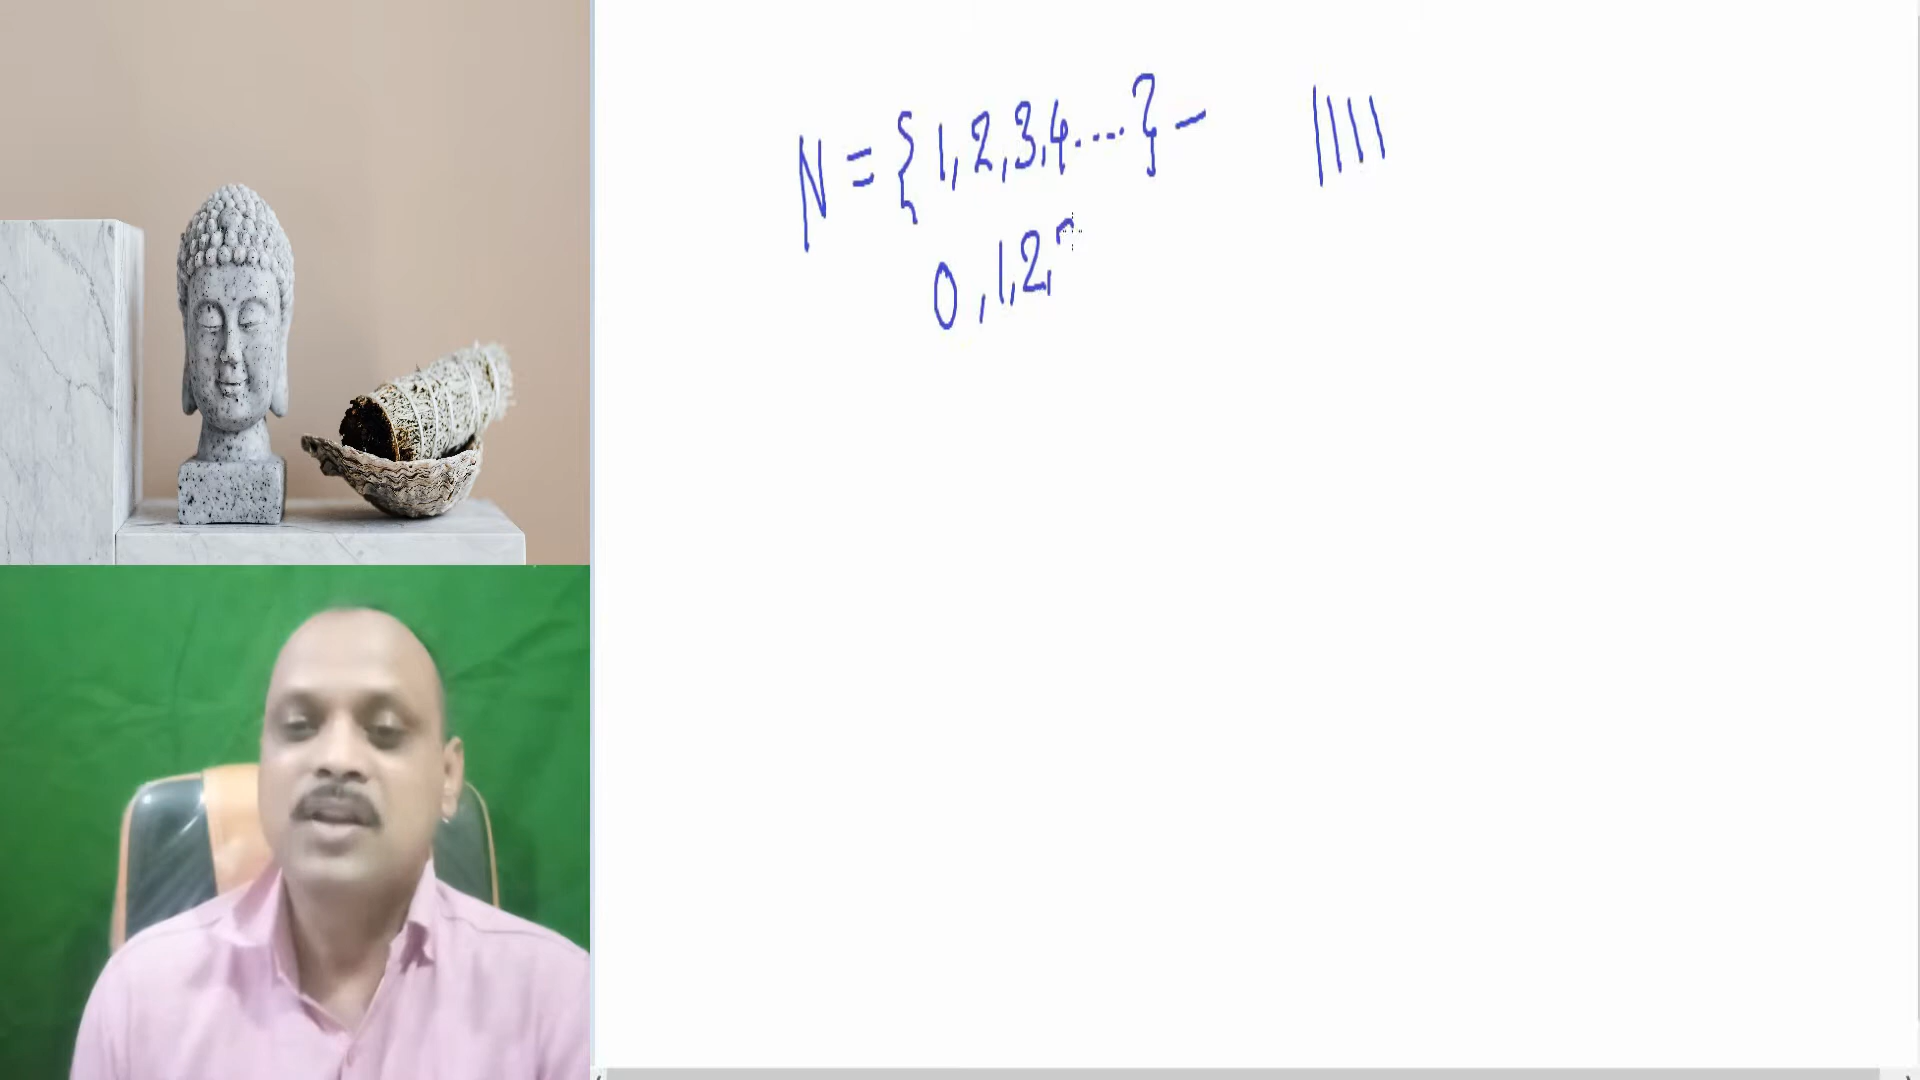 N = {1, 2, 3, 4.....} - ||||
0, 1, 2,